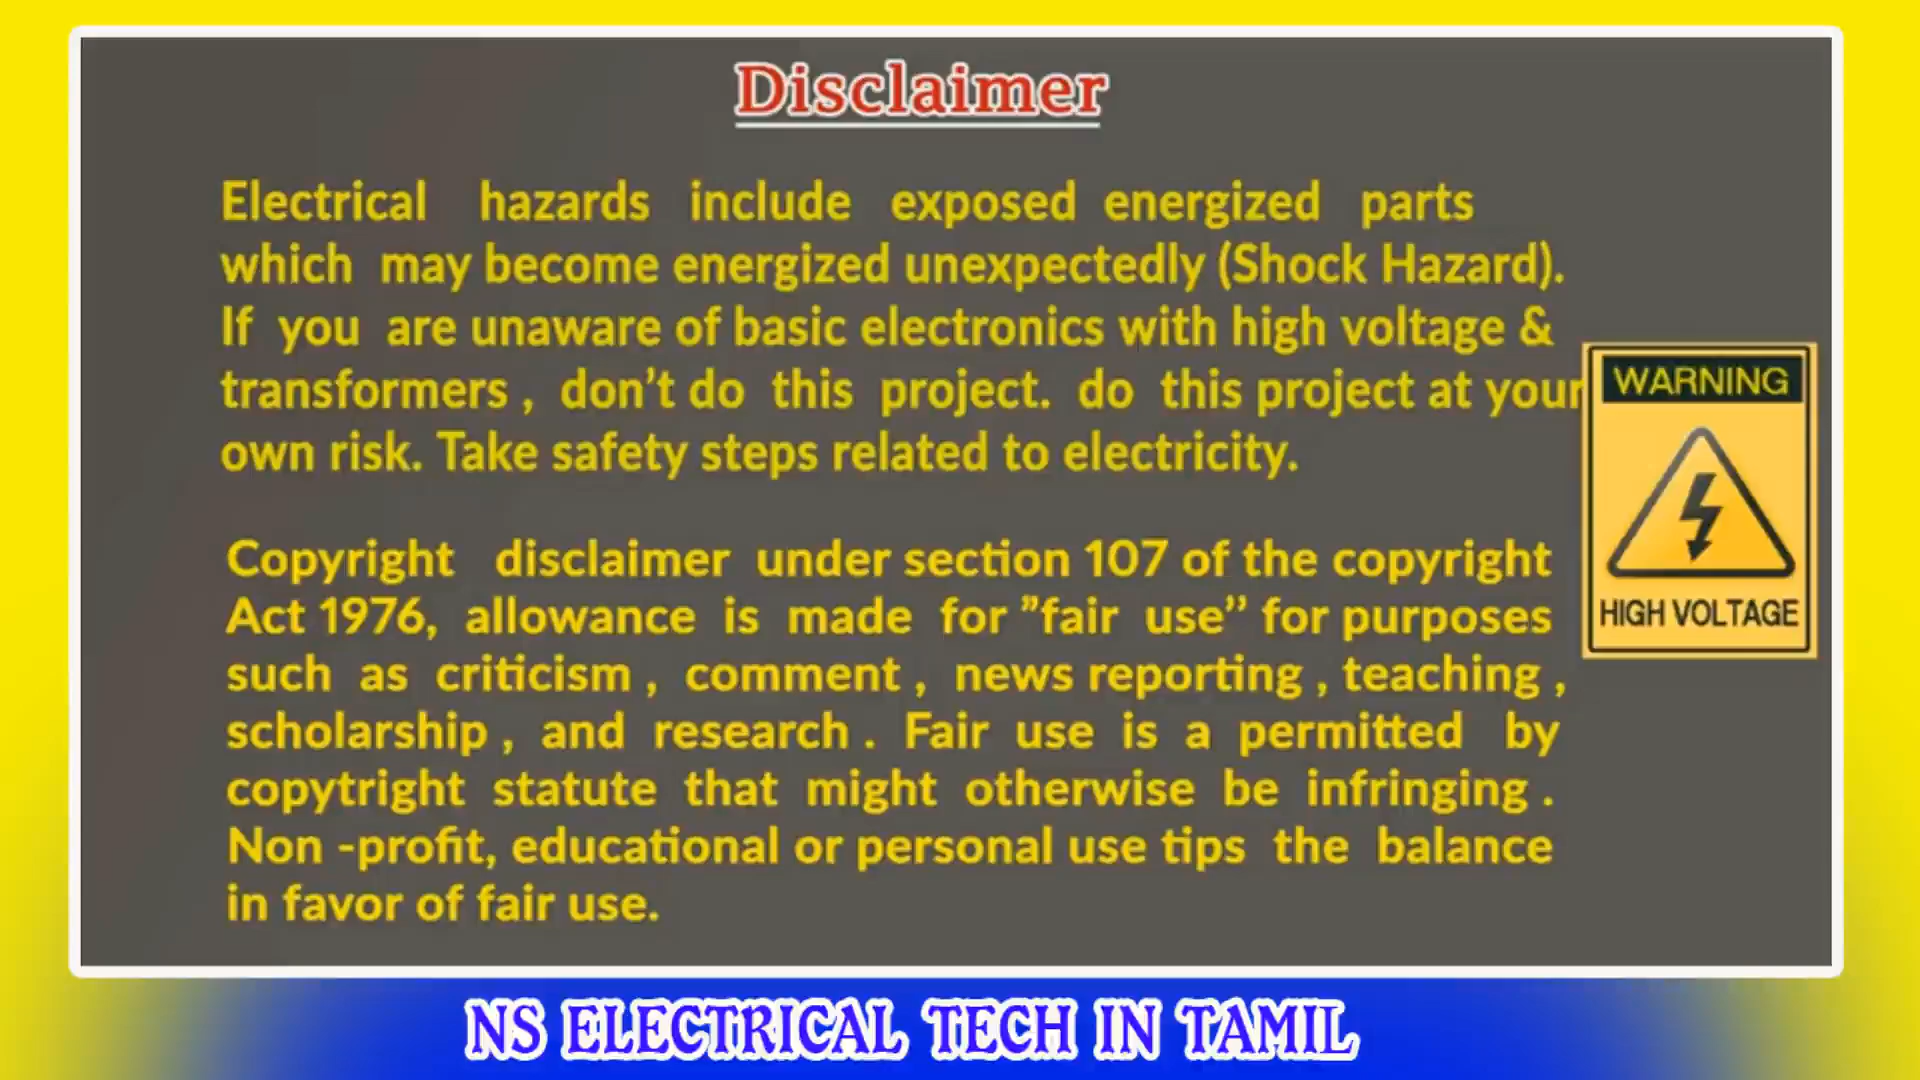 Disclaimer
Electrical hazards include exposed energized parts
which may become energized unexpectedly (Shock Hazard).
If you are unaware of basic electronics with high voltage &
transformers , don’t do this project. do this project at your
own risk. Take safety steps related to electricity.
WARNING
HIGH VOLTAGE
Copyright disclaimer under section 107 of the copyright
Act 1976, allowance is made for ”fair use’’ for purposes
such as criticism , comment , news reporting , teaching ,
scholarship , and research . Fair use is a permitted by
copytright statute that might otherwise be infringing .
Non -profit, educational or personal use tips the balance
in favor of fair use.
NS ELECTRICAL TECH IN TAMIL